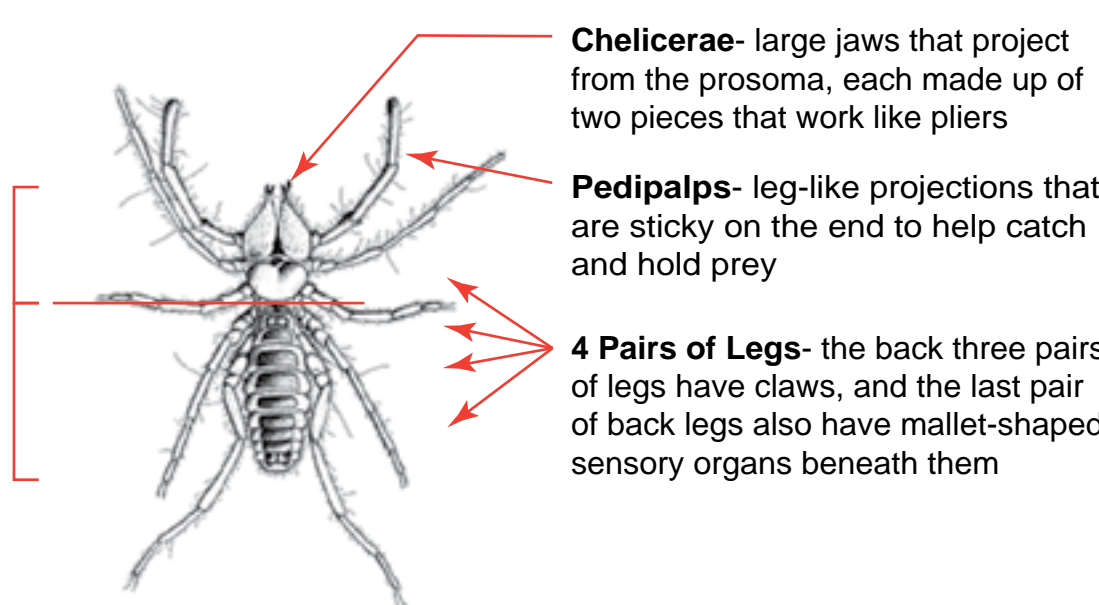 Chelicerae- large jaws that project
from the prosoma, each made up of
two pieces that work like pliers
Pedipalps- leg-like projections that
are sticky on the end to help catch
and hold prey
4 Pairs of Legs- the back three pairs
of legs have claws, and the last pair
of back legs also have mallet-shaped
sensory organs beneath them